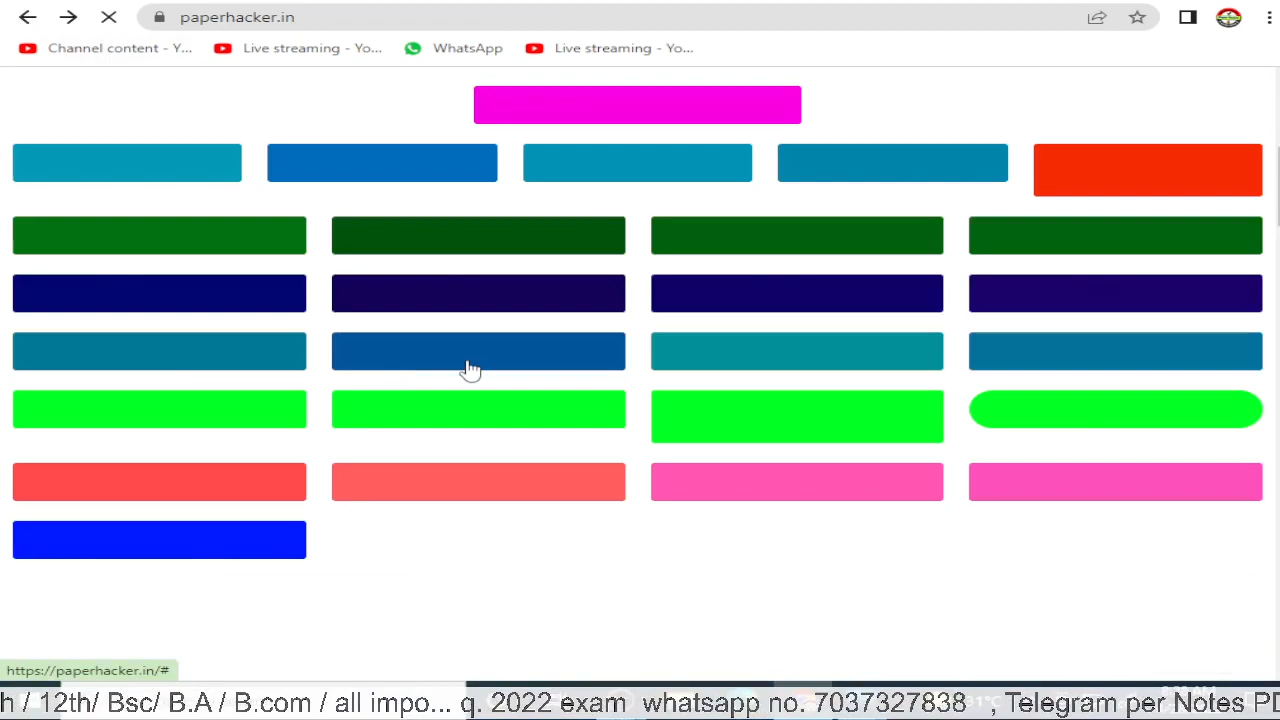 paperhacker.in
Channel content - Y... Live streaming - Yo... WhatsApp Live streaming - Yo...
https://paperhacker.in/#
h / 12th/ Bsc/ B.A / B.com / all impo... q. 2022 exam whatsapp no. 7037327838 , Telegram per Notes PD